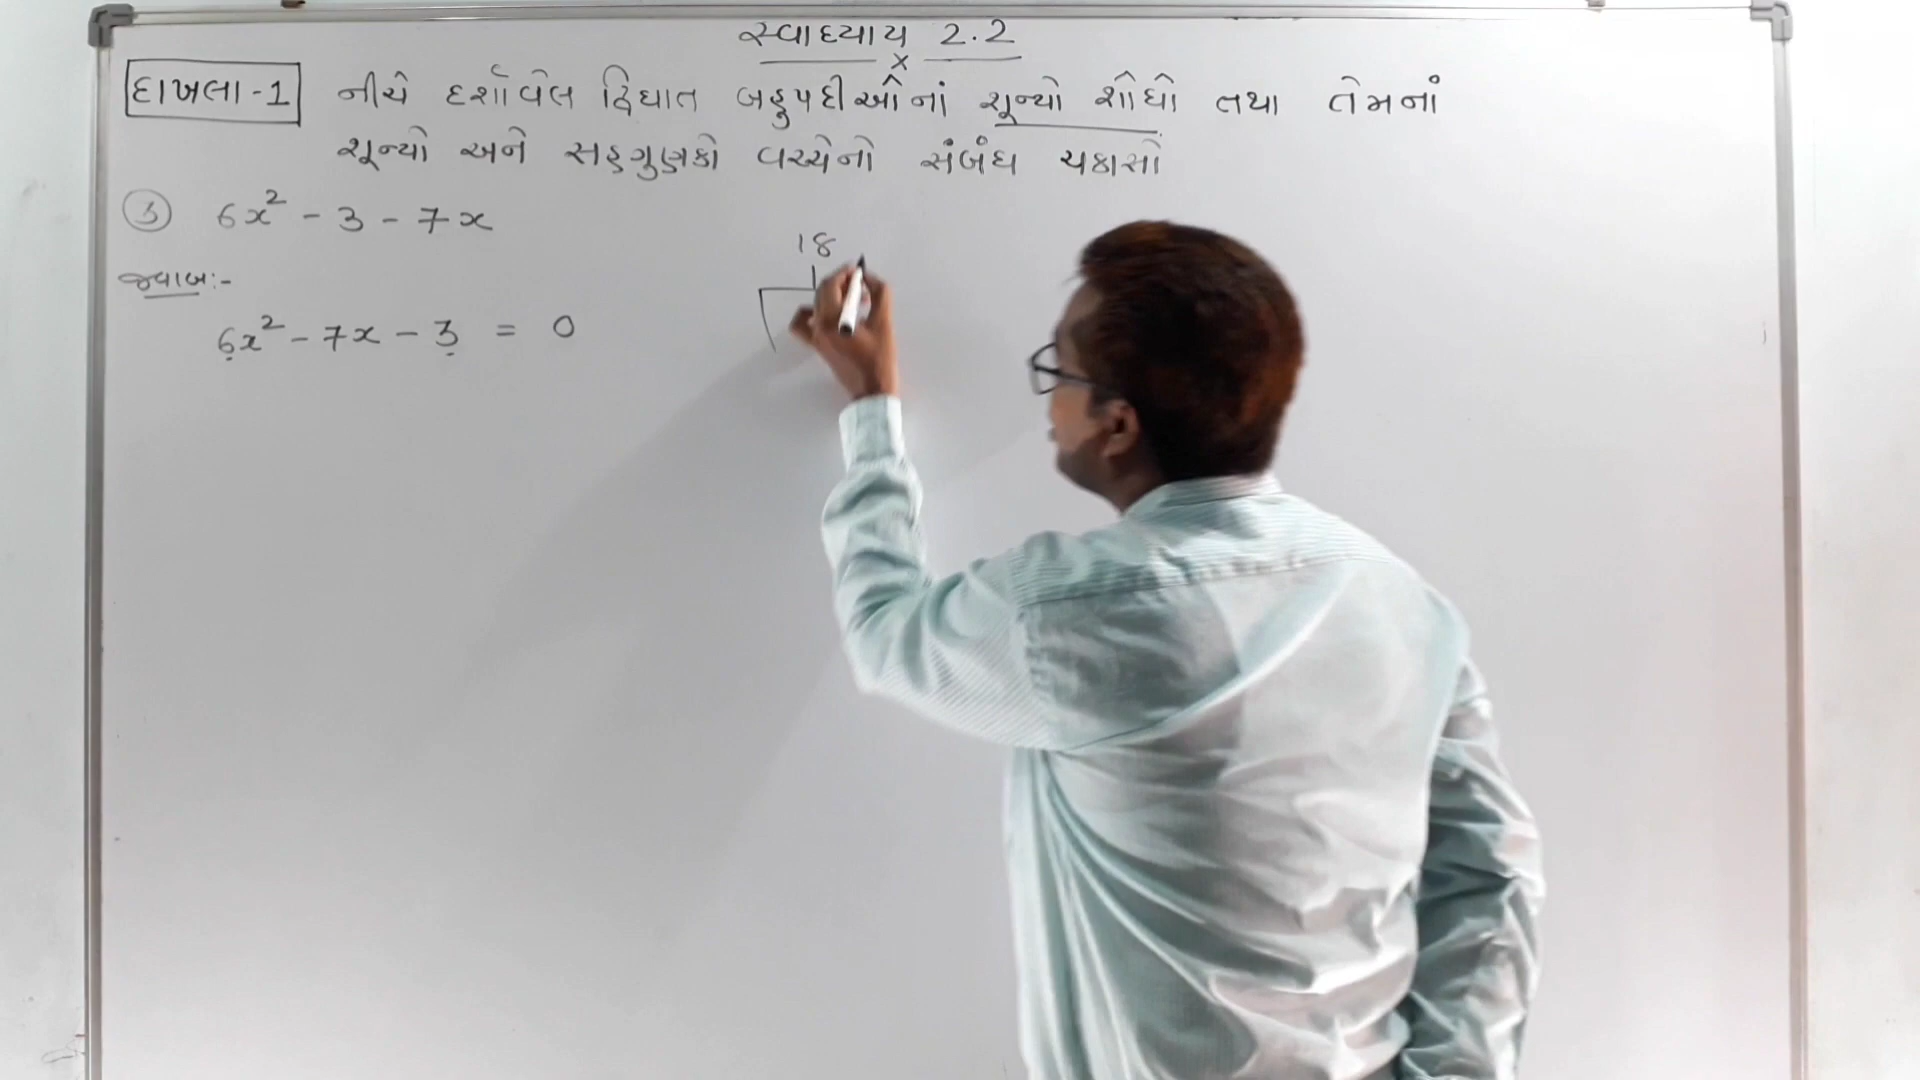 સ્વાધ્યાય 2.2
x
દાખલા-1 નીચે દર્શાવેલ દ્વિઘાત બહુપદીઓનાં શૂન્યો શોધો તથા તેમનાં
શૂન્યો અને સહગુણકો વચ્ચેનો સંબંધ ચકાસો
3 6x² - 3 - 7x
18
જવાબ:-
6x² - 7x - 3 = 0